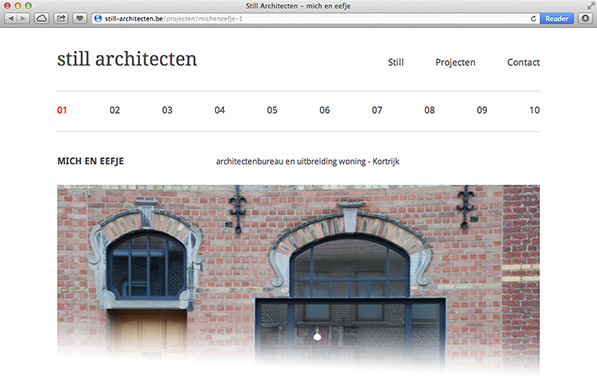 Still Architecten – mich en eefje
still-architecten.be/projecten/micheneefje-1
Reader
still architecten
Still Projecten Contact
01 02 03 04 05 06 07 08 09 10
MICH EN EEFJE architectenbureau en uitbreiding woning - Kortrijk